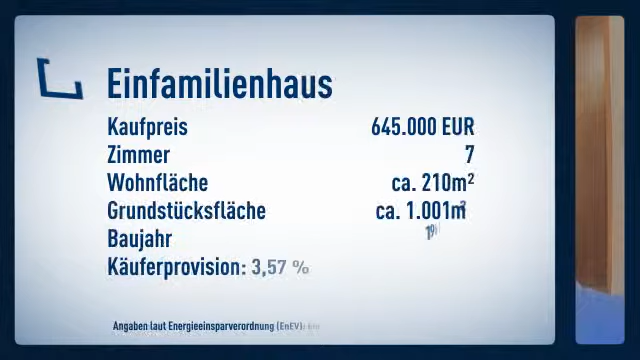 Einfamilienhaus
Kaufpreis 645.000 EUR
Zimmer 7
Wohnfläche ca. 210m²
Grundstücksfläche ca. 1.001m²
Baujahr
Käuferprovision: 3,57 %
Angaben laut Energieeinsparverordnung (EnEV)